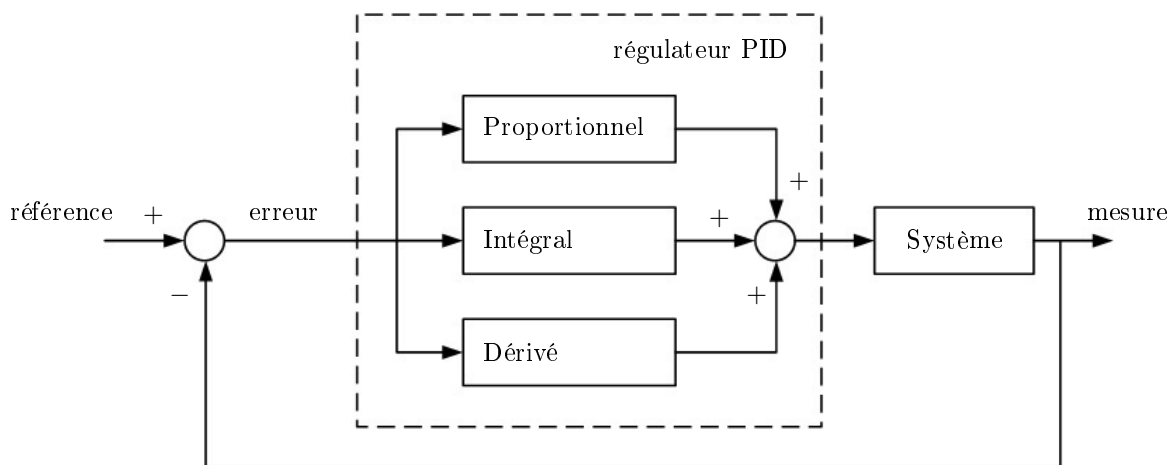 régulateur PID
Proportionnel
+
référence
+
erreur
+
Intégral
Système
mesure
−
+
Dérivé